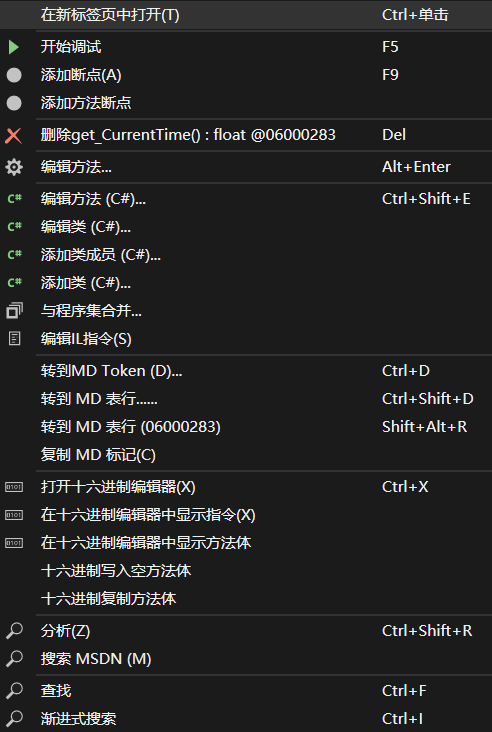 在新标签页中打开(T) Ctrl+单击
开始调试 F5
添加断点(A) F9
添加方法断点
删除get_CurrentTime() : float @06000283 Del
编辑方法... Alt+Enter
C# 编辑方法 (C#)... Ctrl+Shift+E
C# 编辑类 (C#)...
C# 添加类成员 (C#)...
C# 添加类 (C#)...
与程序集合并...
编辑IL指令(S)
转到MD Token (D)... Ctrl+D
转到 MD 表行...... Ctrl+Shift+D
转到 MD 表行 (06000283) Shift+Alt+R
复制 MD 标记(C)
0101 打开十六进制编辑器(X) Ctrl+X
0101 在十六进制编辑器中显示指令(X)
0101 在十六进制编辑器中显示方法体
十六进制写入空方法体
十六进制复制方法体
分析(Z) Ctrl+Shift+R
搜索 MSDN (M)
查找 Ctrl+F
渐进式搜索 Ctrl+I